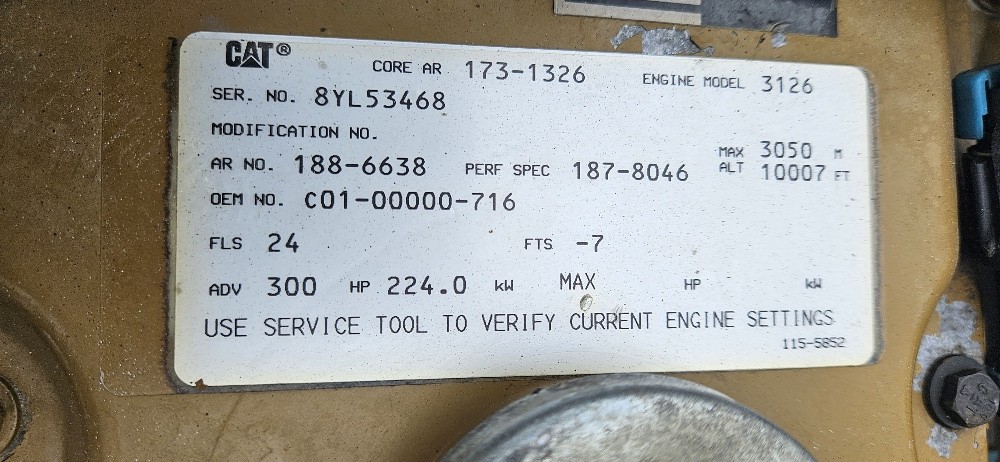 CAT®
CORE AR 173-1326 ENGINE MODEL 3126
SER. NO. 8YL53468
MODIFICATION NO.
AR NO. 188-6638 PERF SPEC 187-8046 MAX ALT 3050 M 10007 FT
OEM NO. C01-00000-716
FLS 24 FTS -7
ADV 300 HP 224.0 kW MAX HP kW
USE SERVICE TOOL TO VERIFY CURRENT ENGINE SETTINGS
115-5852